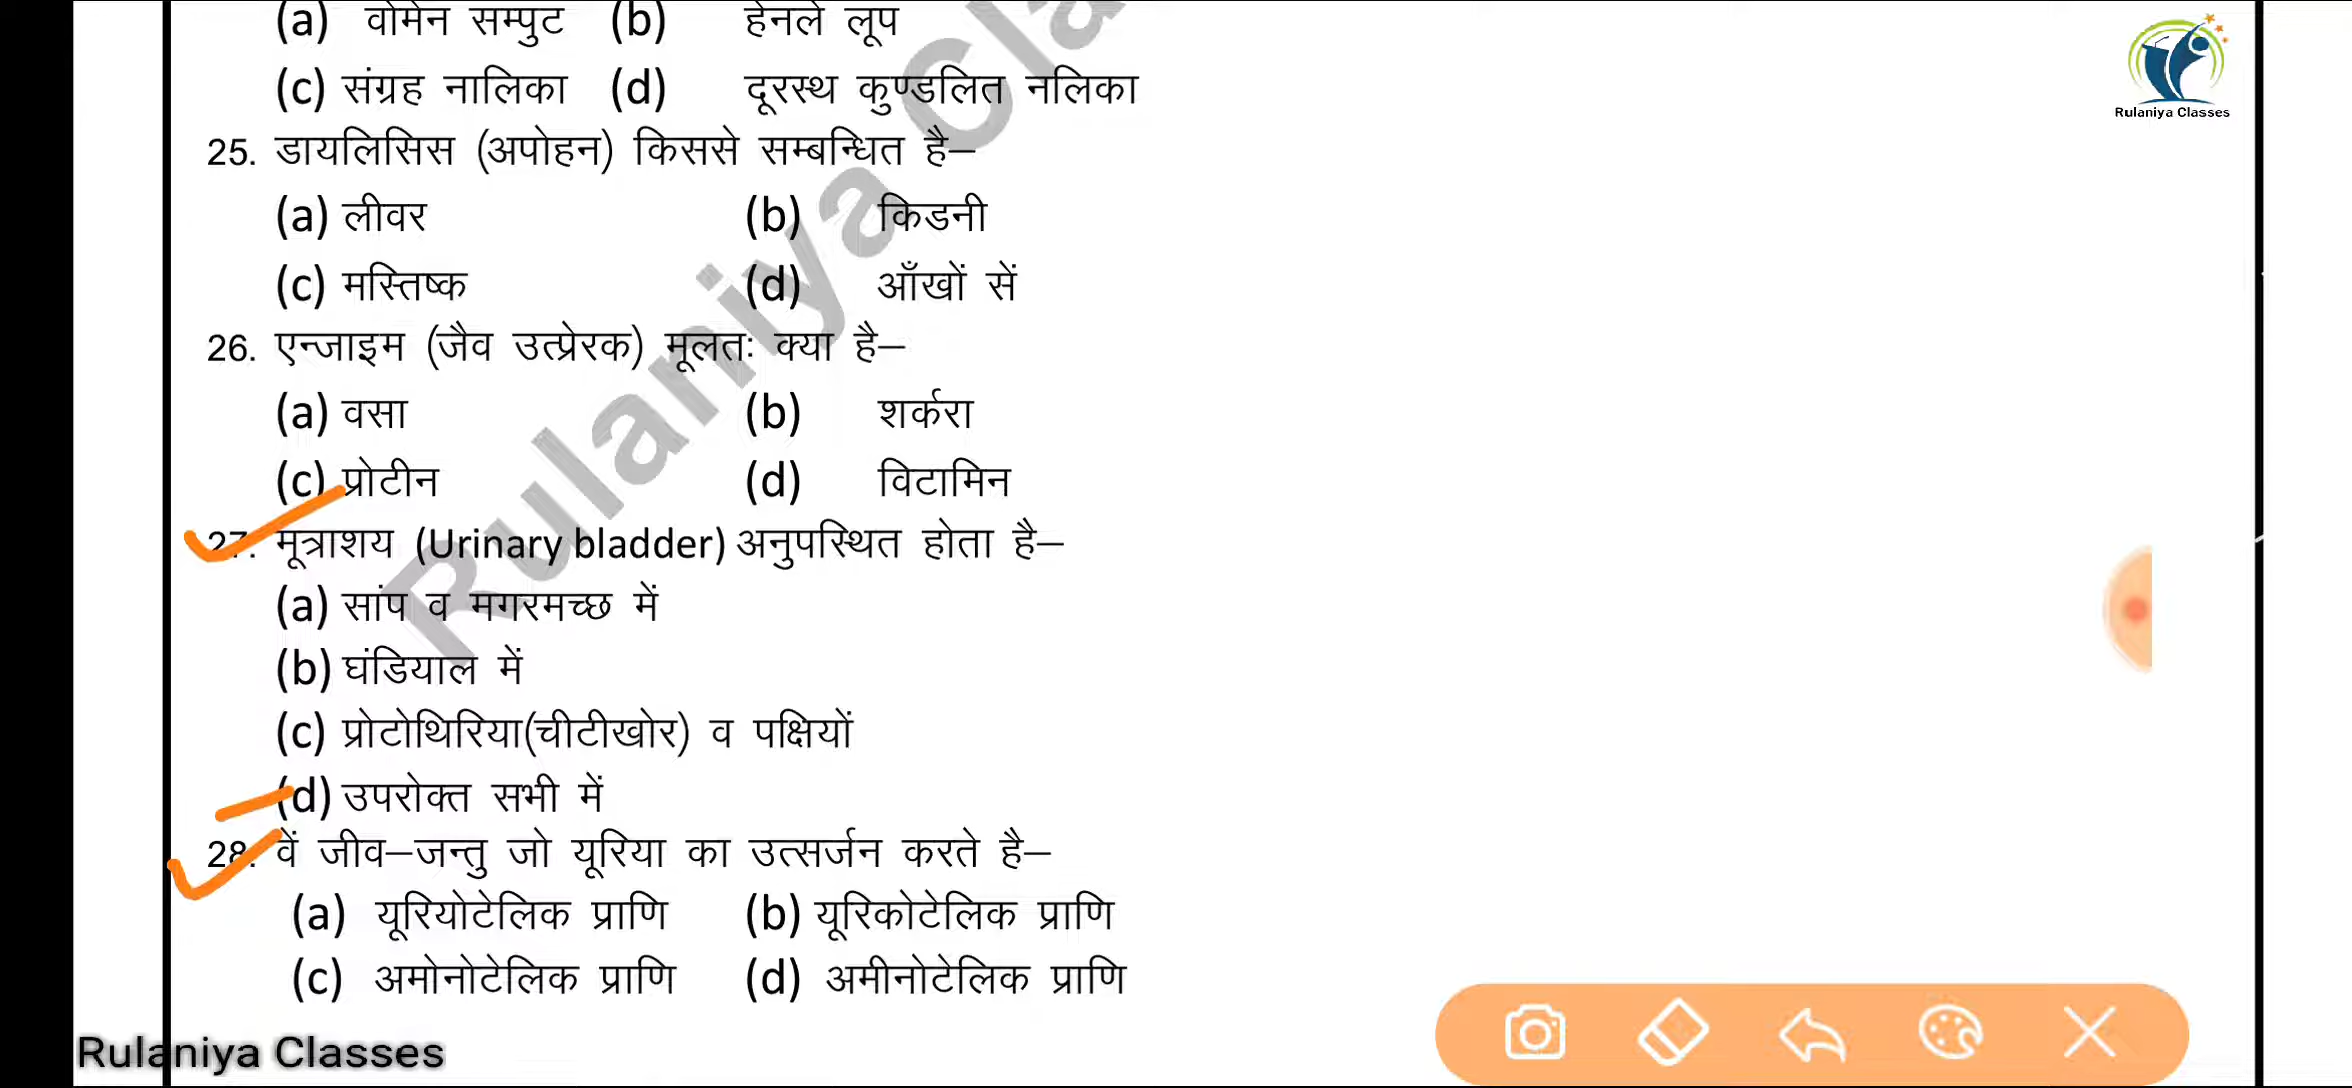 (a) वोमेन सम्पुट (b) हेनले लूप
Rulaniya Classes
(c) संग्रह नालिका (d) दूरस्थ कुण्डलित नलिका
25. डायलिसिस (अपोहन) किससे सम्बन्धित है–
(a) लीवर (b) किडनी
(c) मस्तिष्क (d) आँखों सें
26. एन्जाइम (जैव उत्प्रेरक) मूलतः क्या है–
(a) वसा (b) शर्करा
(c) प्रोटीन (d) विटामिन
27. मूत्राशय (Urinary bladder) अनुपस्थित होता है–
(a) सांप व मगरमच्छ में
(b) घंडियाल में
(c) प्रोटोथिरिया(चीटीखोर) व पक्षियों
(d) उपरोक्त सभी में
28. वें जीव–जन्तु जो यूरिया का उत्सर्जन करते है–
(a) यूरियोटेलिक प्राणि (b) यूरिकोटेलिक प्राणि
(c) अमोनोटेलिक प्राणि (d) अमीनोटेलिक प्राणि
Rulaniya Classes
Rulaniya Cla